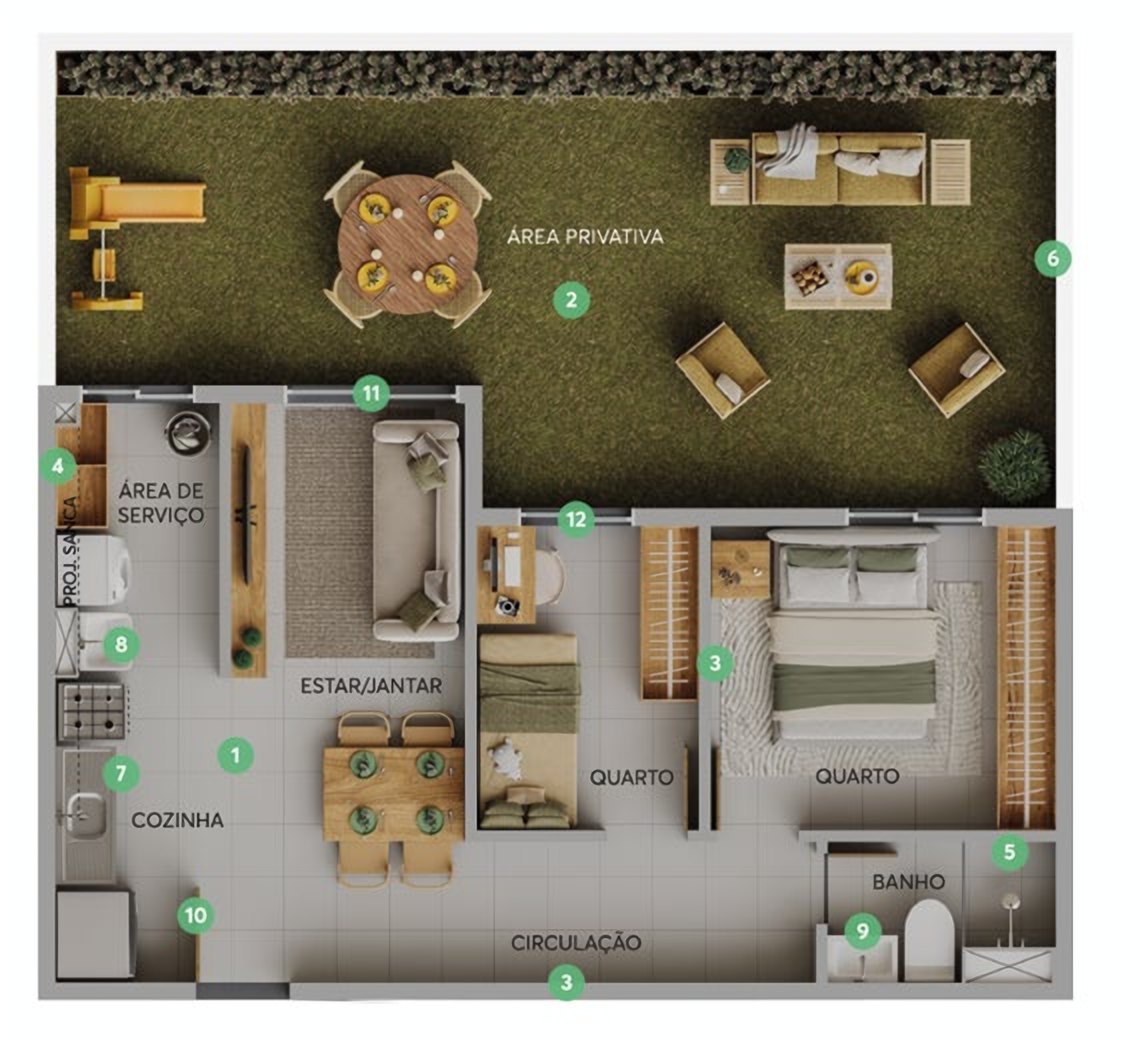 ÁREA PRIVATIVA
6
2
11
4
ÁREA DE
SERVIÇO
PROJ. SANCA
12
8
3
ESTAR/JANTAR
1
7
QUARTO
QUARTO
COZINHA
5
BANHO
10
9
CIRCULAÇÃO
3